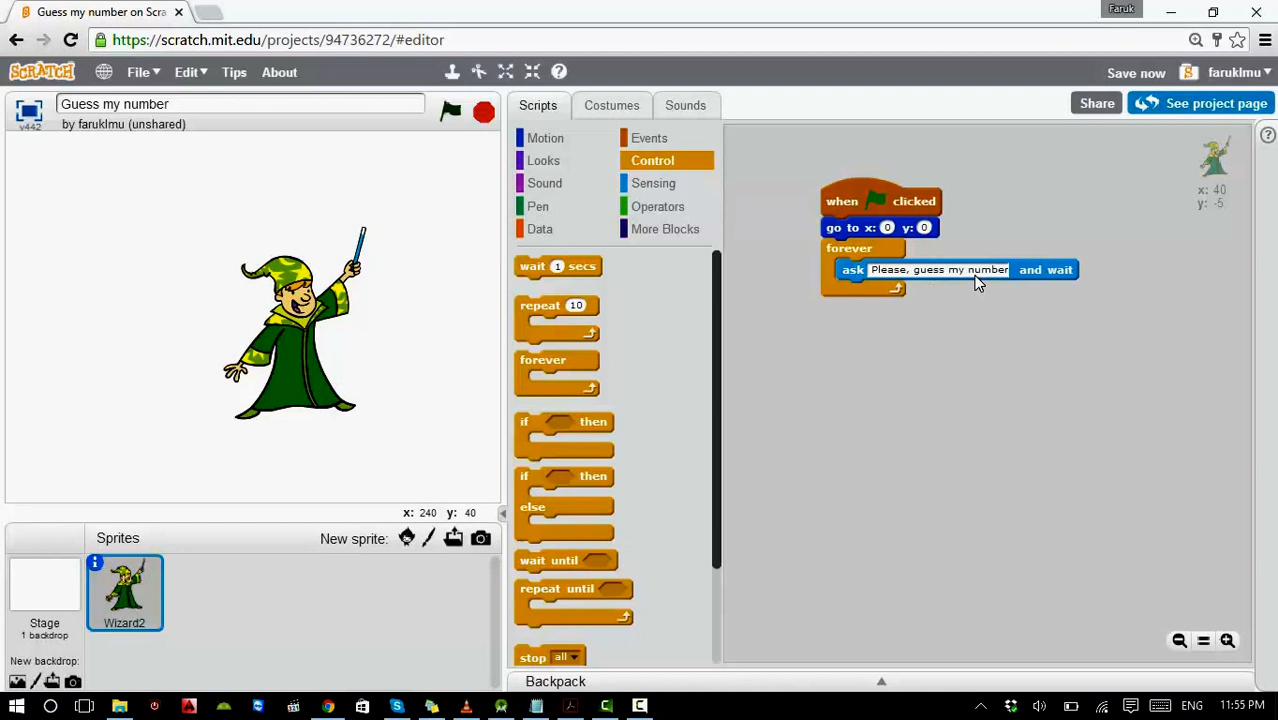 Guess my number on Scra
Faruk
https://scratch.mit.edu/projects/94736272/#editor
SCRATCH
File
Edit
Tips
About
Save now
faruklmu
Guess my number
by faruklmu (unshared)
v442
Scripts
Costumes
Sounds
Share
See project page
Motion
Events
Looks
Control
Sound
Sensing
Pen
Operators
Data
More Blocks
wait 1 secs
repeat 10
forever
if then
if then
else
wait until
repeat until
stop all
when clicked
go to x: 0 y: 0
forever
ask Please, guess my number and wait
x: 40
y: -5
x: 240 y: 40
Sprites
New sprite:
Stage
1 backdrop
New backdrop:
Wizard2
Backpack
ENG
11:55 PM